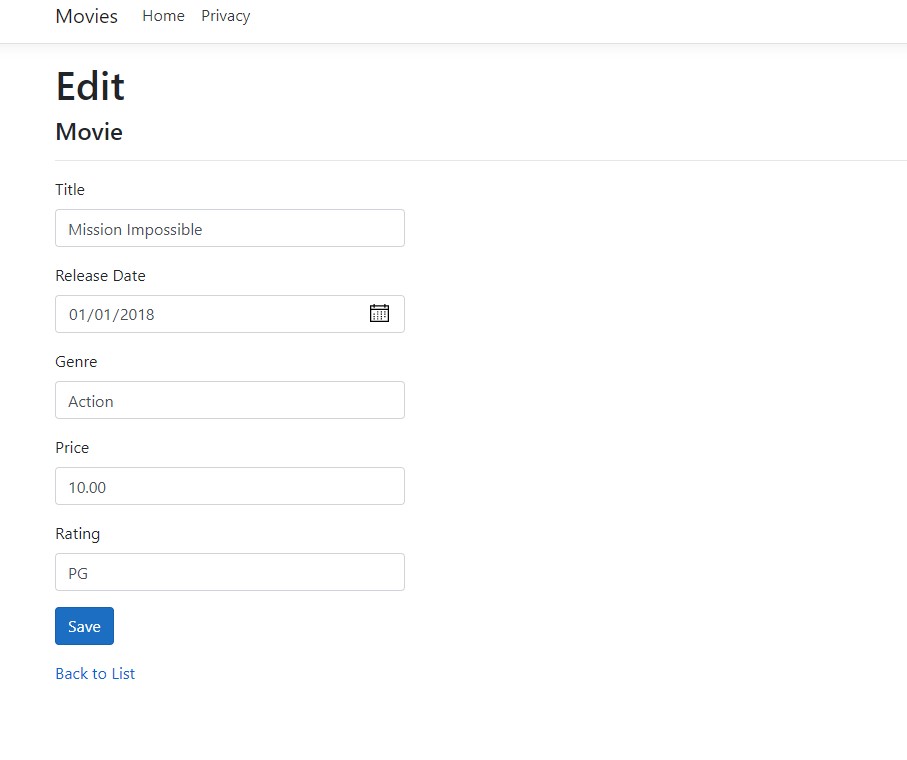 Movies Home Privacy
Edit
Movie
Title
Mission Impossible
Release Date
01/01/2018
Genre
Action
Price
10.00
Rating
PG
Save
Back to List